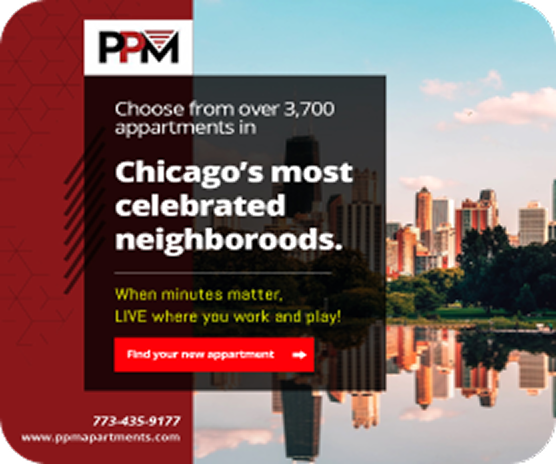 PPM
Choose from over 3,700
appartments in
Chicago's most
celebrated
neighboroods.
When minutes matter,
LIVE where you work and play!
Find your new appartment
773-435-9177
www.ppmapartments.com